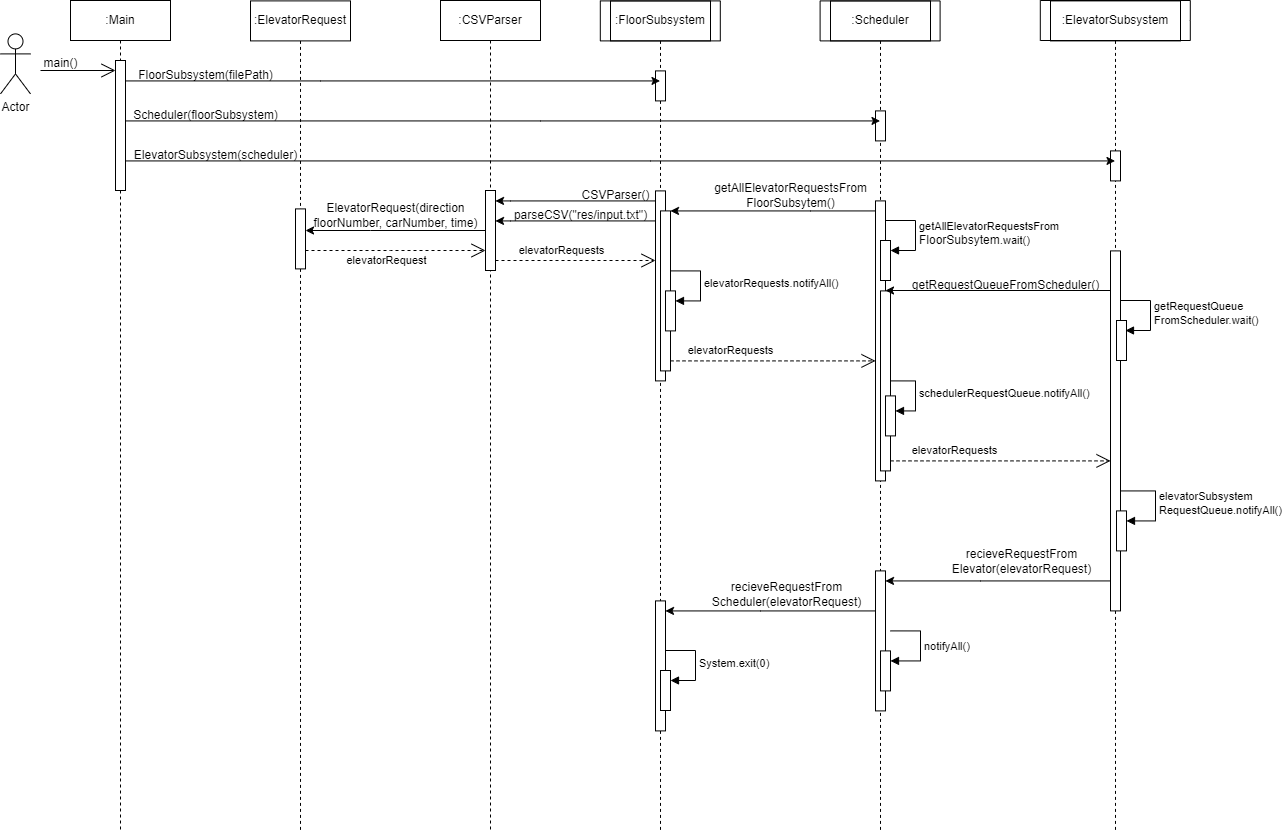 :Main
:ElevatorRequest
:CSVParser
:FloorSubsystem
:Scheduler
:ElevatorSubsystem
main()
Actor
FloorSubsystem(filePath)
Scheduler(floorSubsystem)
ElevatorSubsystem(scheduler)
CSVParser()
getAllElevatorRequestsFrom
FloorSubsytem()
ElevatorRequest(direction
floorNumber, carNumber, time)
parseCSV("res/input.txt")
getAllElevatorRequestsFrom
FloorSubsytem.wait()
elevatorRequest
elevatorRequests
elevatorRequests.notifyAll()
getRequestQueueFromScheduler()
getRequestQueue
FromScheduler.wait()
elevatorRequests
schedulerRequestQueue.notifyAll()
elevatorRequests
elevatorSubsystem
RequestQueue.notifyAll()
recieveRequestFrom
Elevator(elevatorRequest)
recieveRequestFrom
Scheduler(elevatorRequest)
notifyAll()
System.exit(0)